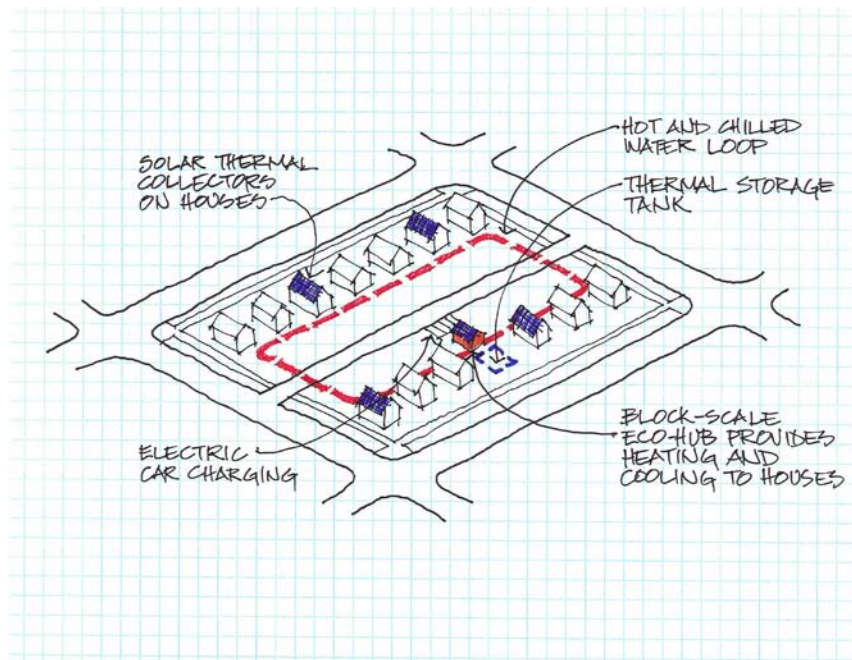 HOT AND CHILLED
WATER LOOP
SOLAR THERMAL
COLLECTORS
ON HOUSES
THERMAL STORAGE
TANK
ELECTRIC
CAR CHARGING
BLOCK-SCALE
ECO-HUB PROVIDES
HEATING AND
COOLING TO HOUSES